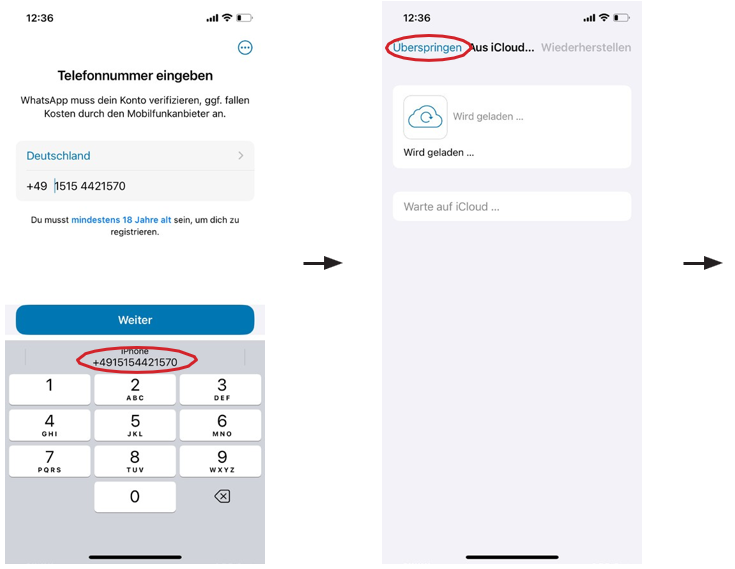 12:36
Telefonnummer eingeben
WhatsApp muss dein Konto verifizieren, ggf. fallen
Kosten durch den Mobilfunkanbieter an.
Deutschland
+49 1515 4421570
Du musst mindestens 18 Jahre alt sein, um dich zu
registrieren.
Weiter
iPhone
+4915154421570
1
2
ABC
3
DEF
4
GHI
5
JKL
6
MNO
7
PQRS
8
TUV
9
WXYZ
0
12:36
Überspringen Aus iCloud... Wiederherstellen
Wird geladen ...
Wird geladen ...
Warte auf iCloud ...